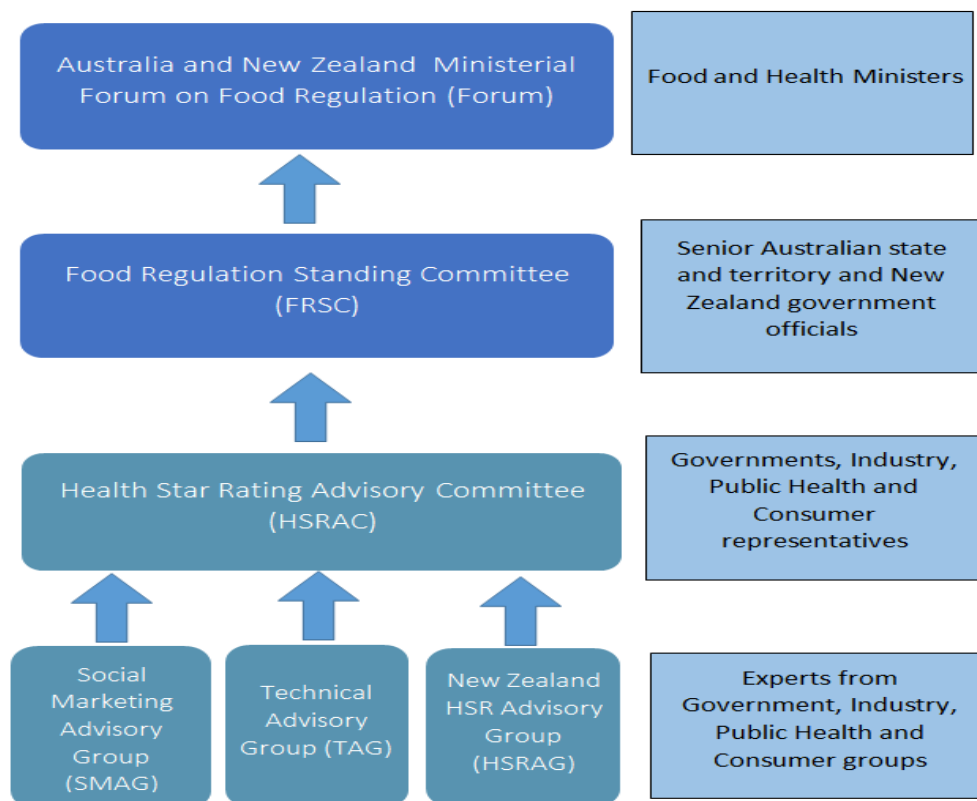 Australia and New Zealand Ministerial
Forum on Food Regulation (Forum)
Food and Health Ministers
Food Regulation Standing Committee
(FRSC)
Senior Australian state
and territory and New
Zealand government
officials
Health Star Rating Advisory Committee
(HSRAC)
Governments, Industry,
Public Health and
Consumer
representatives
Social
Marketing
Advisory
Group
(SMAG)
Technical
Advisory
Group (TAG)
New Zealand
HSR Advisory
Group
(HSRAG)
Experts from
Government, Industry,
Public Health and
Consumer groups